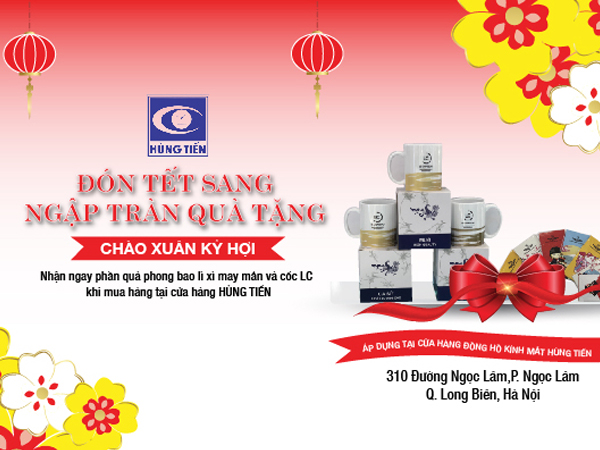 HÙNG TIẾN
ĐÓN TẾT SANG
NGẬP TRÀN QUÀ TẶNG
CHÀO XUÂN KỶ HỢI
Nhận ngay phần quà phong bao lì xì may mắn và cốc LC
khi mua hàng tại cửa hàng HÙNG TIẾN
ÁP DỤNG TẠI CỬA HÀNG ĐỒNG HỒ KÍNH MẮT HÙNG TIẾN
310 Đường Ngọc Lâm,P. Ngọc Lâm
Q. Long Biên, Hà Nội